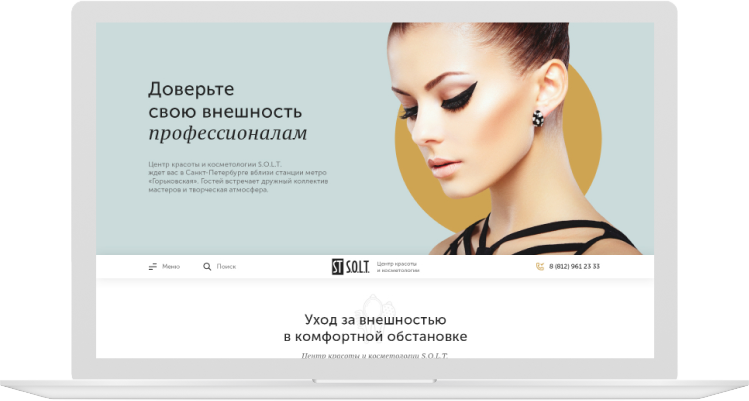 Доверьте
свою внешность
профессионалам
Центр красоты и косметологии S.O.L.T.
ждет вас в Санкт-Петербурге вблизи станции метро
«Горьковская». Гостей встречает дружный коллектив
мастеров и творческая атмосфера.
Меню
Поиск
ST S.O.L.T.
Центр красоты
и косметологии
8 (812) 961 23 33
Уход за внешностью
в комфортной обстановке
Центр красоты и косметологии S.O.L.T.